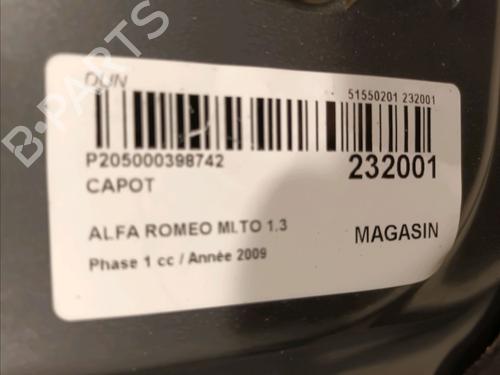 B-PARTS
DUN
51550201 232001
P205000398742
232001
CAPOT
ALFA ROMEO MI.TO 1.3
MAGASIN
Phase 1 cc / Année 2009